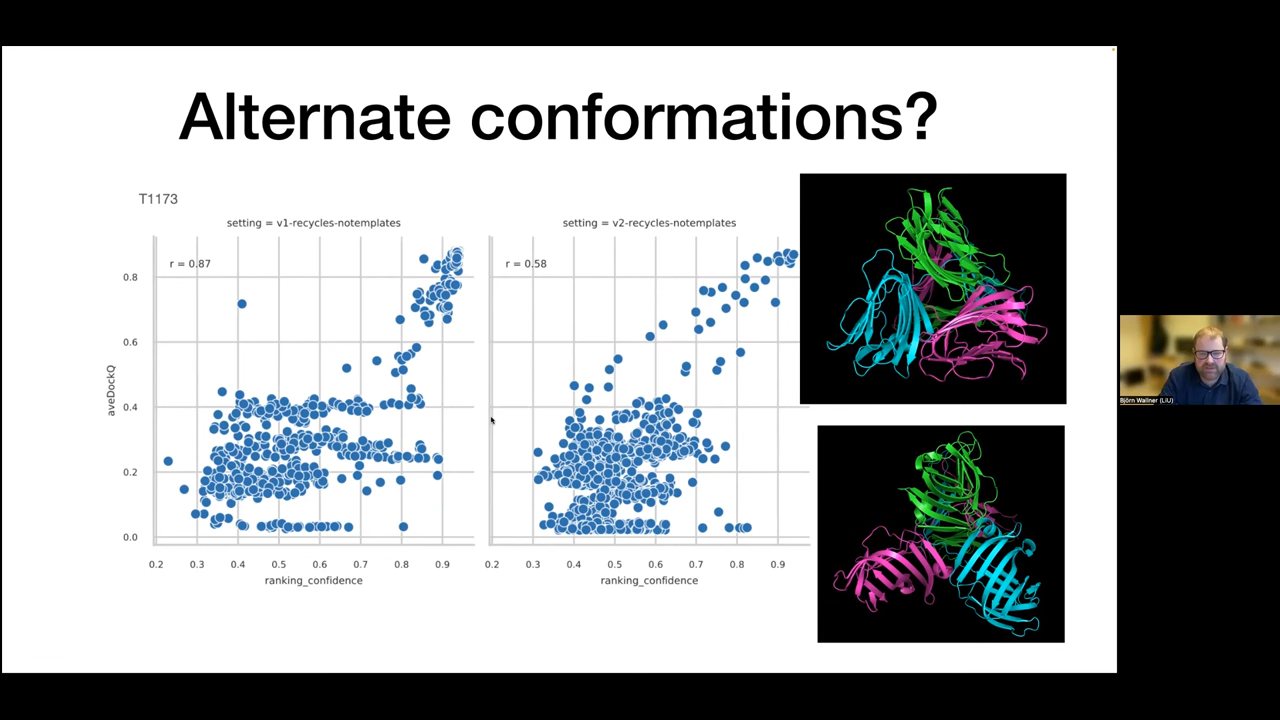 Alternate conformations?
T1173
setting = v1-recycles-notemplates
setting = v2-recycles-notemplates
r = 0.87
r = 0.58
0.8
0.6
0.4
0.2
0.0
aveDockQ
0.2 0.3 0.4 0.5 0.6 0.7 0.8 0.9
0.2 0.3 0.4 0.5 0.6 0.7 0.8 0.9
ranking_confidence
ranking_confidence
Björn Wallner (LiU)